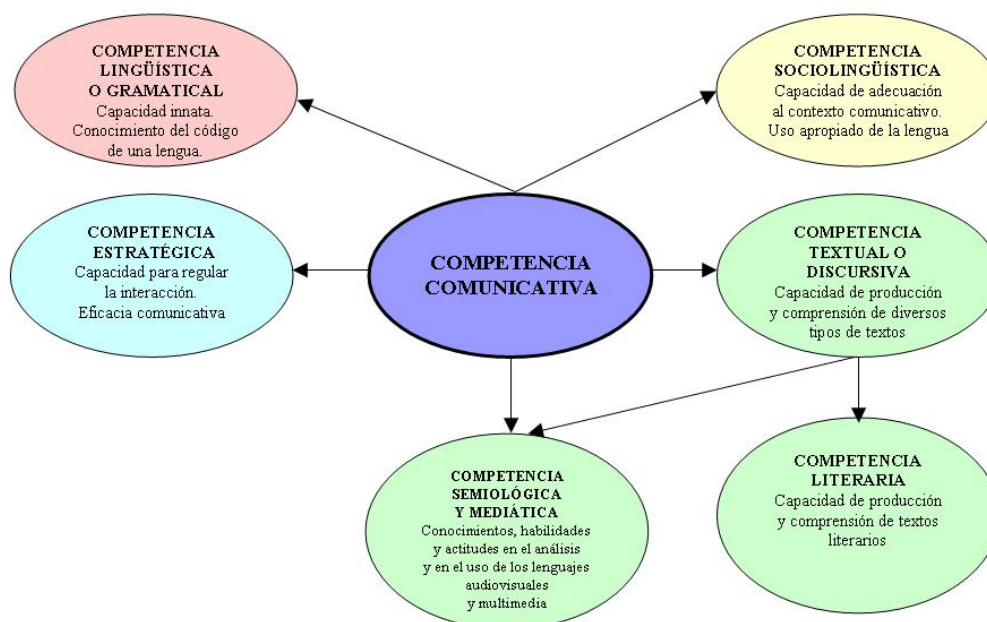 COMPETENCIA
LINGÜÍSTICA
O GRAMATICAL
Capacidad innata.
Conocimiento del código
de una lengua.
COMPETENCIA
SOCIOLINGÜÍSTICA
Capacidad de adecuación
al contexto comunicativo.
Uso apropiado de la lengua
COMPETENCIA
ESTRATÉGICA
Capacidad para regular
la interacción.
Eficacia comunicativa
COMPETENCIA
COMUNICATIVA
COMPETENCIA
TEXTUAL O
DISCURSIVA
Capacidad de producción
y comprensión de diversos
tipos de textos
COMPETENCIA
SEMIOLÓGICA
Y MEDIÁTICA
Conocimientos, habilidades
y actitudes en el análisis
y en el uso de los lenguajes
audiovisuales
y multimedia
COMPETENCIA
LITERARIA
Capacidad de producción
y comprensión de textos
literarios